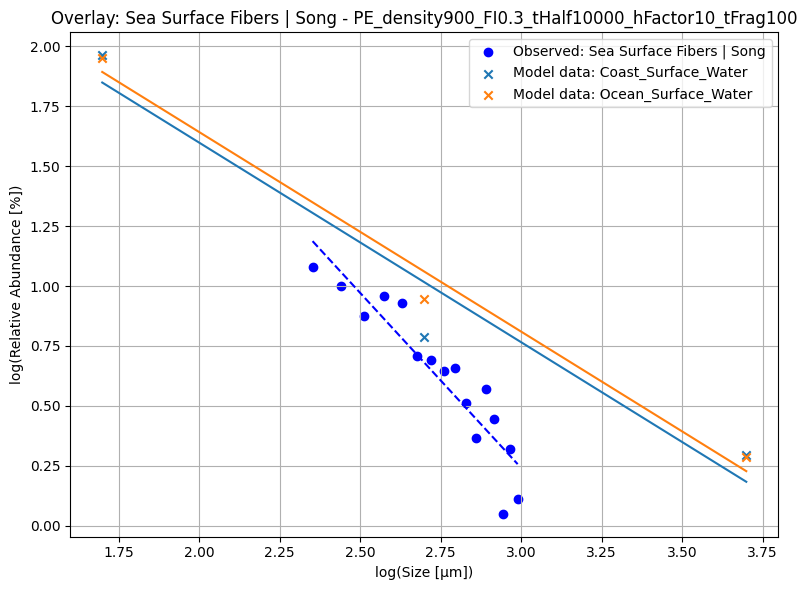 Overlay: Sea Surface Fibers | Song - PE_density900_FI0.3_tHalf10000_hFactor10_tFrag100
Observed: Sea Surface Fibers | Song
Model data: Coast_Surface_Water
Model data: Ocean_Surface_Water
log(Relative Abundance [%])
2.00
1.75
1.50
1.25
1.00
0.75
0.50
0.25
0.00
1.75 2.00 2.25 2.50 2.75 3.00 3.25 3.50 3.75
log(Size [µm])